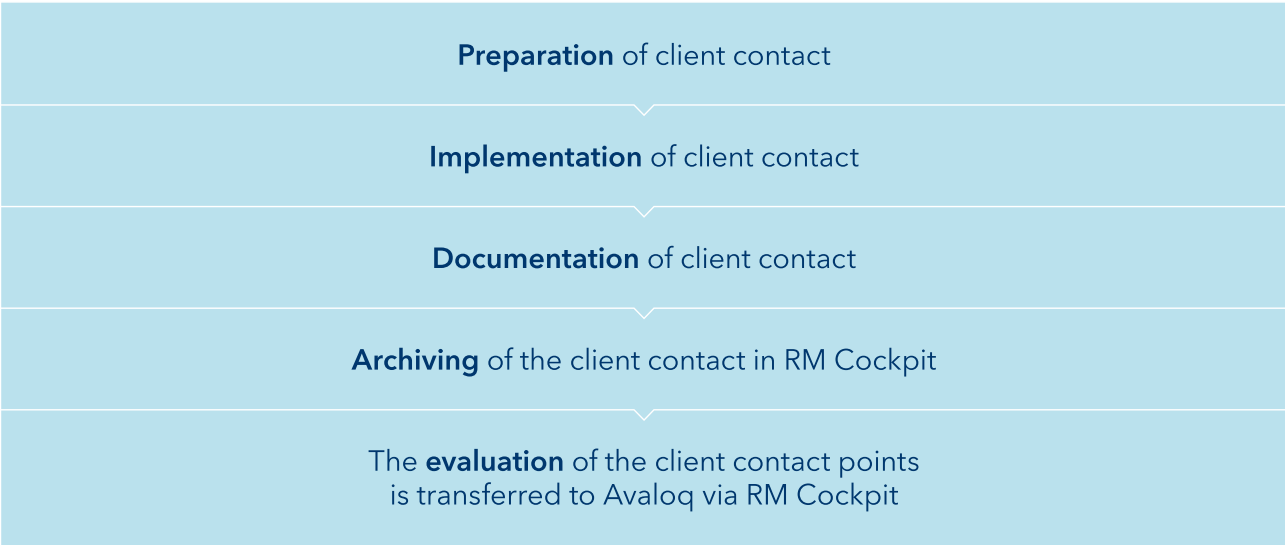 Preparation of client contact
Implementation of client contact
Documentation of client contact
Archiving of the client contact in RM Cockpit
The evaluation of the client contact points
is transferred to Avaloq via RM Cockpit